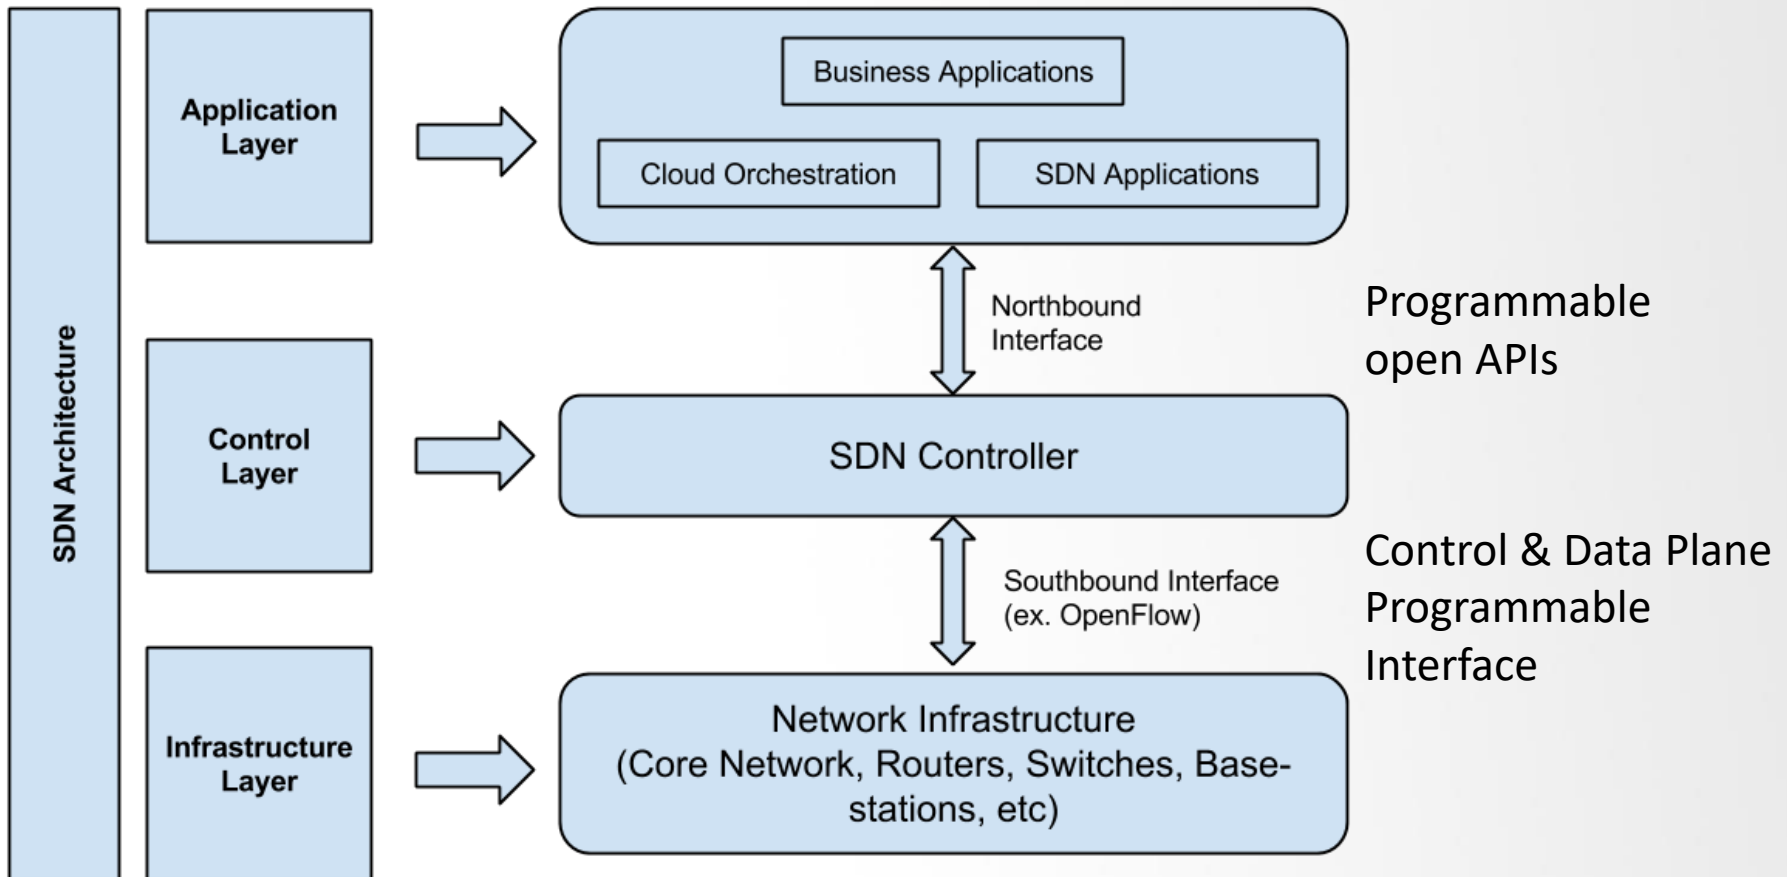 SDN Architecture
Application
Layer
Business Applications
Cloud Orchestration
SDN Applications
Northbound
Interface
Programmable
open APIs
Control
Layer
SDN Controller
Southbound Interface
(ex. OpenFlow)
Control & Data Plane
Programmable
Interface
Infrastructure
Layer
Network Infrastructure
(Core Network, Routers, Switches, Base-
stations, etc)